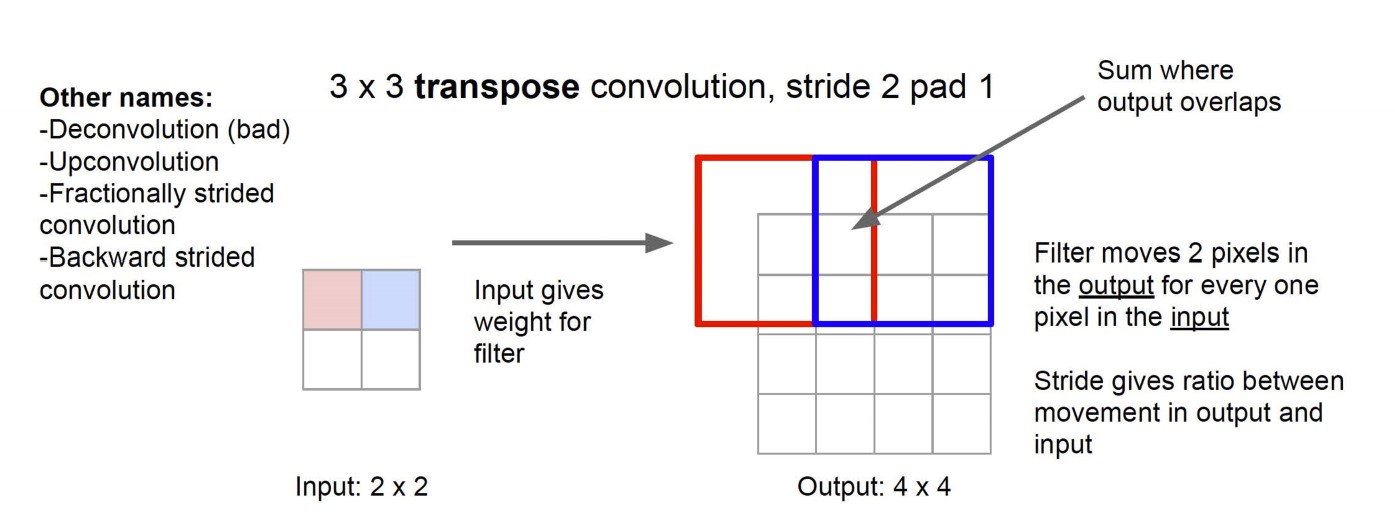 3 x 3 transpose convolution, stride 2 pad 1
Other names:
-Deconvolution (bad)
-Upconvolution
-Fractionally strided
convolution
-Backward strided
convolution
Input: 2 x 2
Input gives
weight for
filter
Sum where
output overlaps
Output: 4 x 4
Filter moves 2 pixels in
the output for every one
pixel in the input
Stride gives ratio between
movement in output and
input